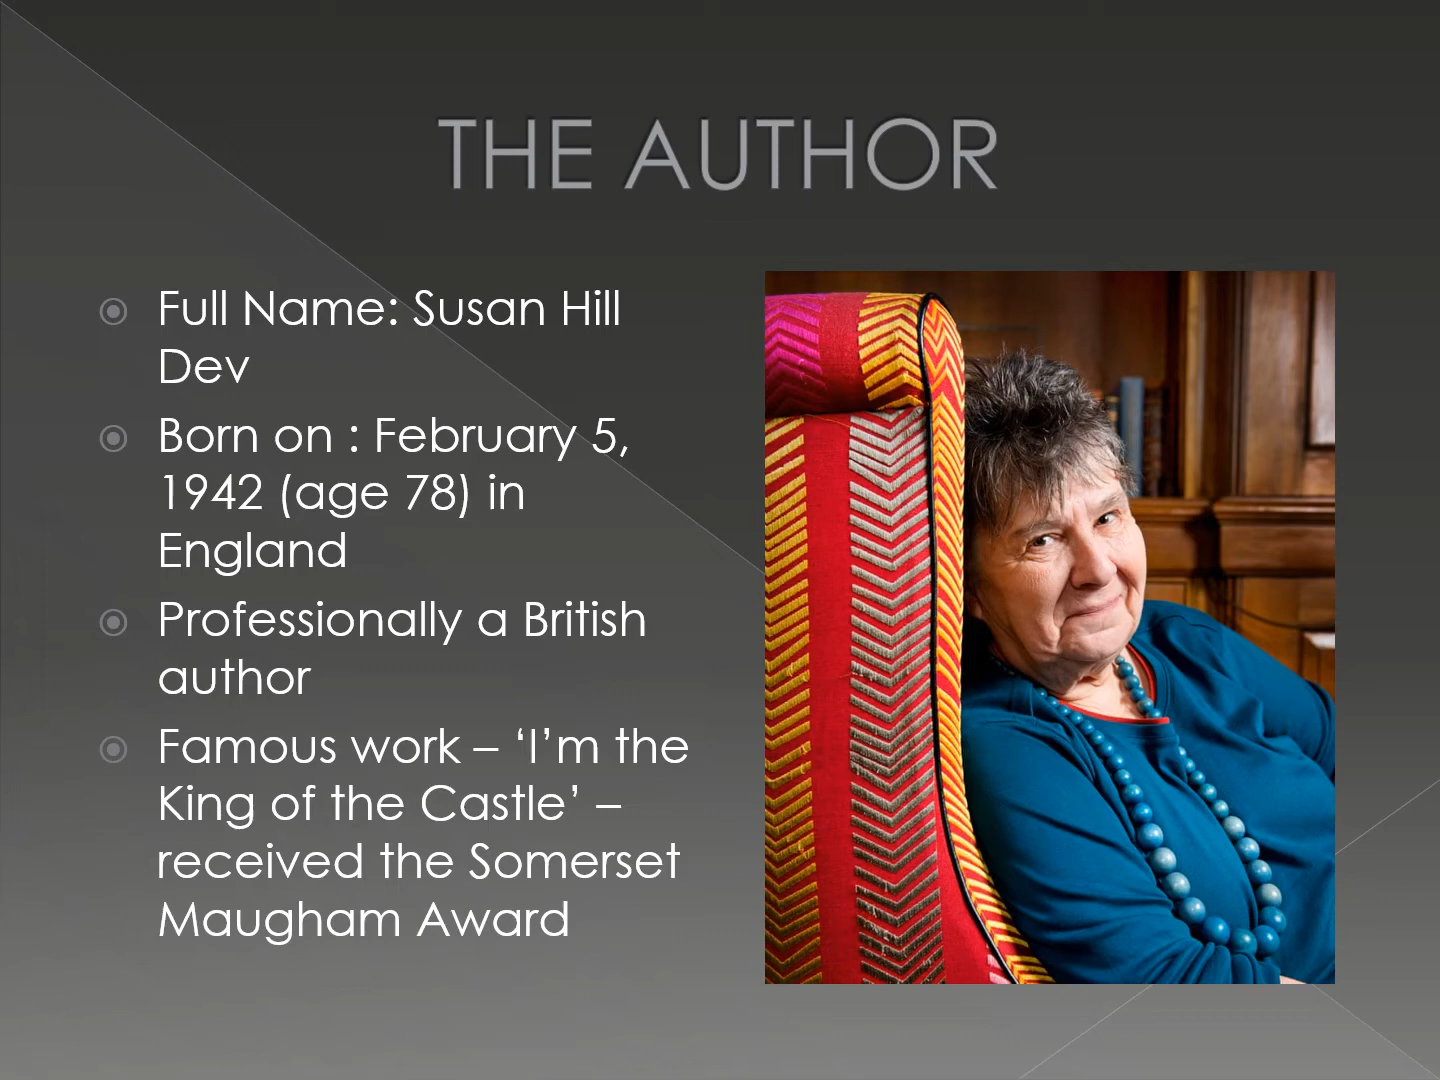 THE AUTHOR
Full Name: Susan Hill
Dev
Born on : February 5,
1942 (age 78) in
England
Professionally a British
author
Famous work – ‘I’m the
King of the Castle’ –
received the Somerset
Maugham Award